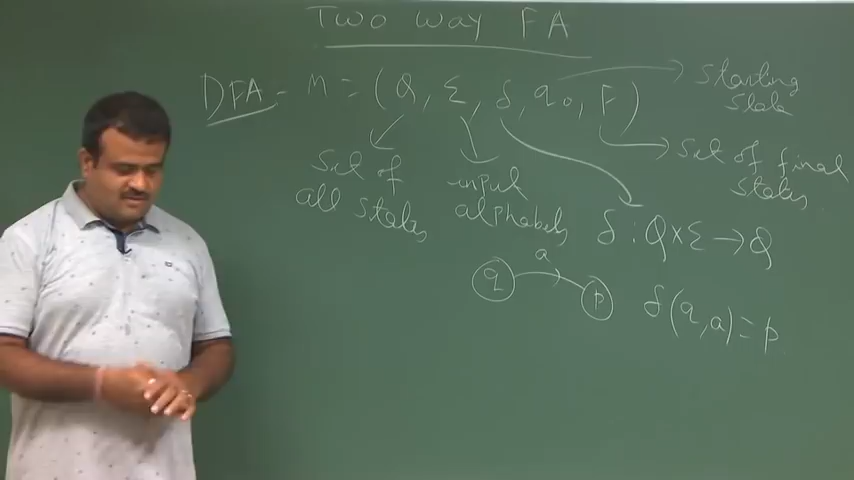 Two way FA
DFA - M = (Q, Σ, δ, q₀, F)
starting
state
set of
all states
input
alphabets
set of final
states
δ : Q × Σ → Q
q a p
δ(q, a) = p